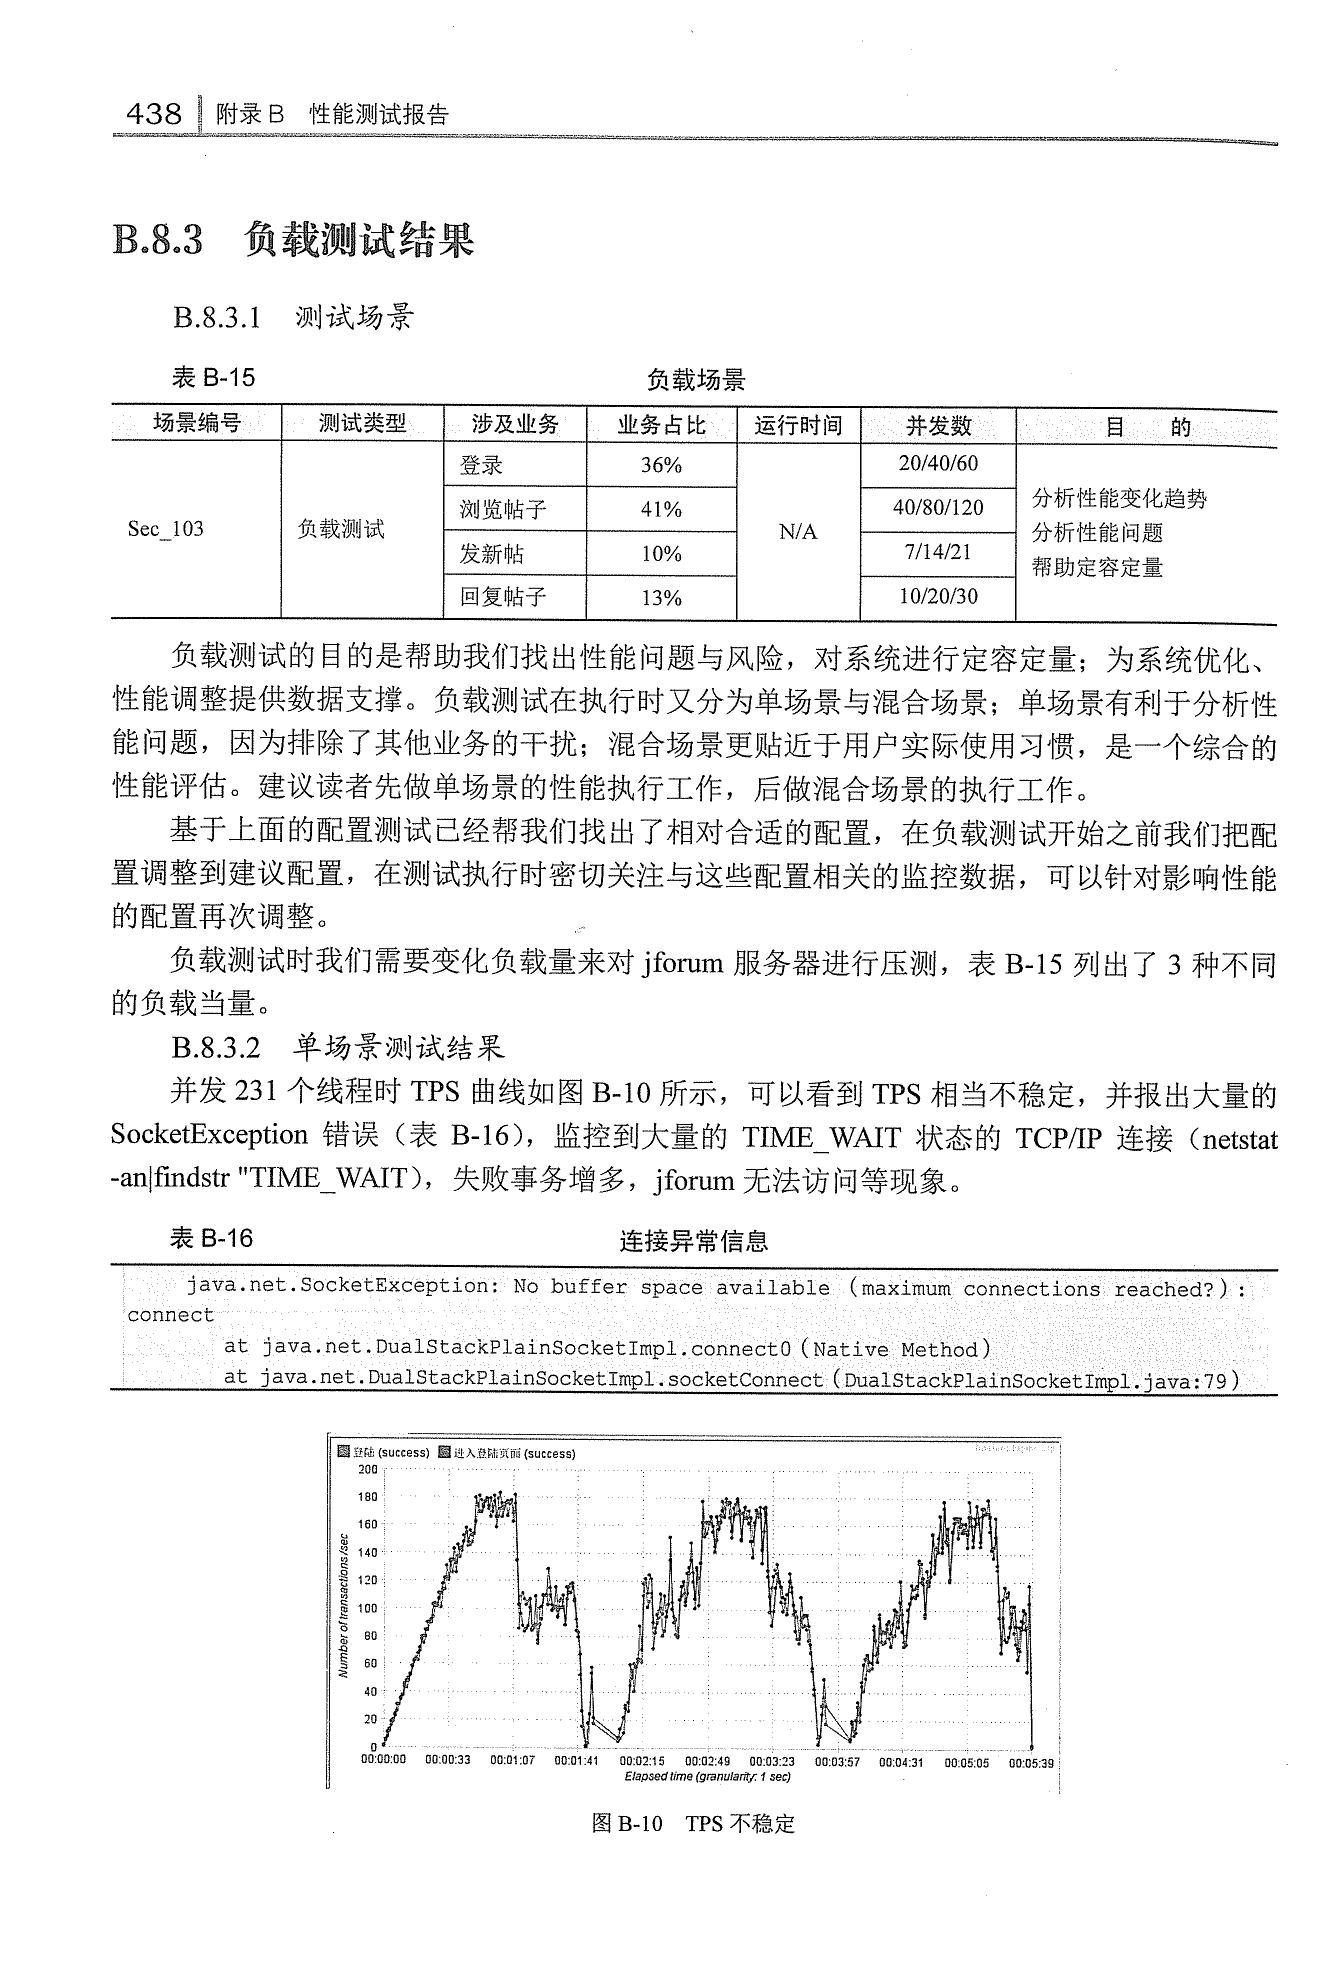 438 附录 B 性能测试报告
B.8.3 负载测试结果
B.8.3.1 测试场景
表 B-15 负载场景
场景编号 测试类型 涉及业务 业务占比 运行时间 并发数 目 的
Sec_103 负载测试 登录 36% N/A 20/40/60
浏览帖子 41% 40/80/120
发新帖 10% 7/14/21
回复帖子 13% 10/20/30
分析性能变化趋势
分析性能问题
帮助定容定量
负载测试的目的是帮助我们找出性能问题与风险，对系统进行定容定量；为系统优化、
性能调整提供数据支撑。负载测试在执行时又分为单场景与混合场景；单场景有利于分析性
能问题，因为排除了其他业务的干扰；混合场景更贴近于用户实际使用习惯，是一个综合的
性能评估。建议读者先做单场景的性能执行工作，后做混合场景的执行工作。
基于上面的配置测试已经帮我们找出了相对合适的配置，在负载测试开始之前我们把配
置调整到建议配置，在测试执行时密切关注与这些配置相关的监控数据，可以针对影响性能
的配置再次调整。
负载测试时我们需要变化负载量来对 jforum 服务器进行压测，表 B-15 列出了 3 种不同
的负载当量。
B.8.3.2 单场景测试结果
并发 231 个线程时 TPS 曲线如图 B-10 所示，可以看到 TPS 相当不稳定，并报出大量的
SocketException 错误（表 B-16），监控到大量的 TIME_WAIT 状态的 TCP/IP 连接（netstat
-an|findstr "TIME_WAIT），失败事务增多，jforum 无法访问等现象。
表 B-16 连接异常信息
java.net.SocketException: No buffer space available (maximum connections reached?):
connect
at java.net.DualStackPlainSocketImpl.connect0(Native Method)
at java.net.DualStackPlainSocketImpl.socketConnect(DualStackPlainSocketImpl.java:79)
登陆 (success) 进入登陆页面 (success)
200
180
160
140
120
100
80
60
40
20
0
Number of transactions /sec
00:00:00 00:00:33 00:01:07 00:01:41 00:02:15 00:02:49 00:03:23 00:03:57 00:04:31 00:05:05 00:05:39
Elapsed time (granularity: 1 sec)
图 B-10 TPS 不稳定